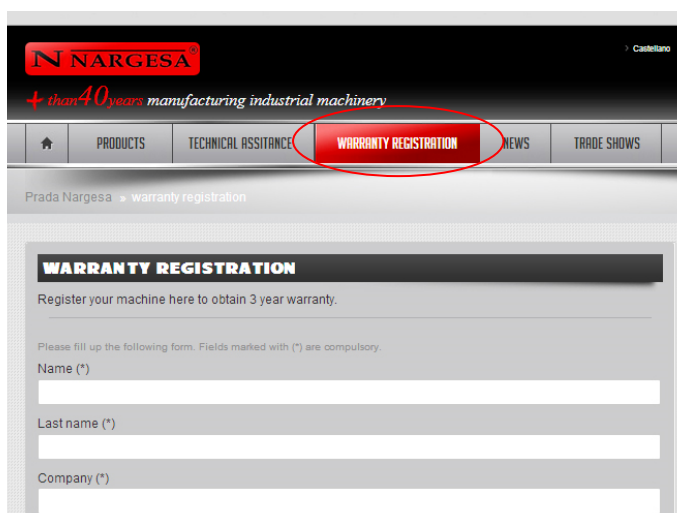 › Castellano
N NARGESA®
+ than 40 years manufacturing industrial machinery
PRODUCTS TECHNICAL ASSITANCE WARRANTY REGISTRATION NEWS TRADE SHOWS
Prada Nargesa » warranty registration
WARRANTY REGISTRATION
Register your machine here to obtain 3 year warranty.
Please fill up the following form. Fields marked with (*) are compulsory.
Name (*)
Last name (*)
Company (*)